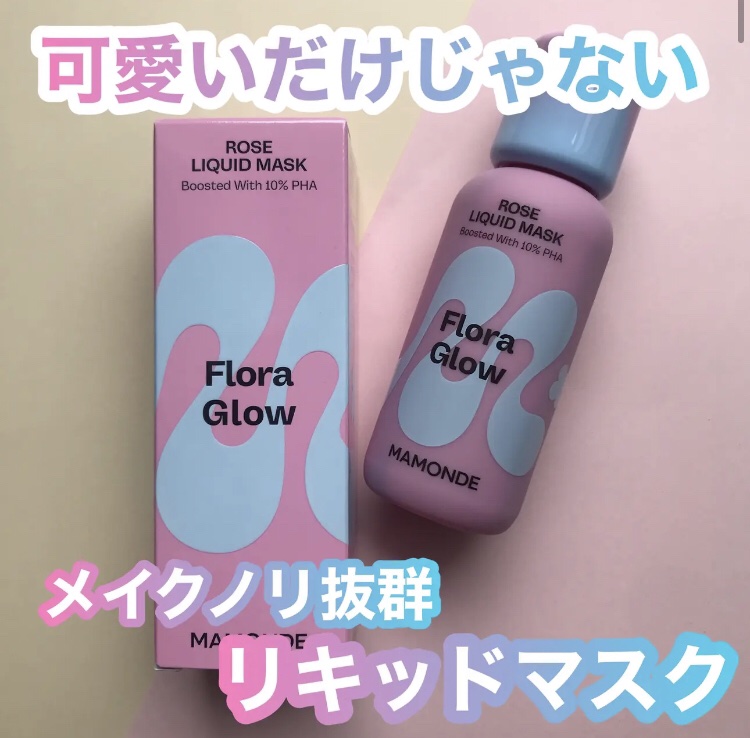 可愛いだけじゃない
ROSE
LIQUID MASK
Boosted With 10% PHA
Flora
Glow
MAMONDE
ROSE
LIQUID MASK
Boosted With 10% PHA
Flora
Glow
MAMONDE
メイクノリ抜群
リキッドマスク